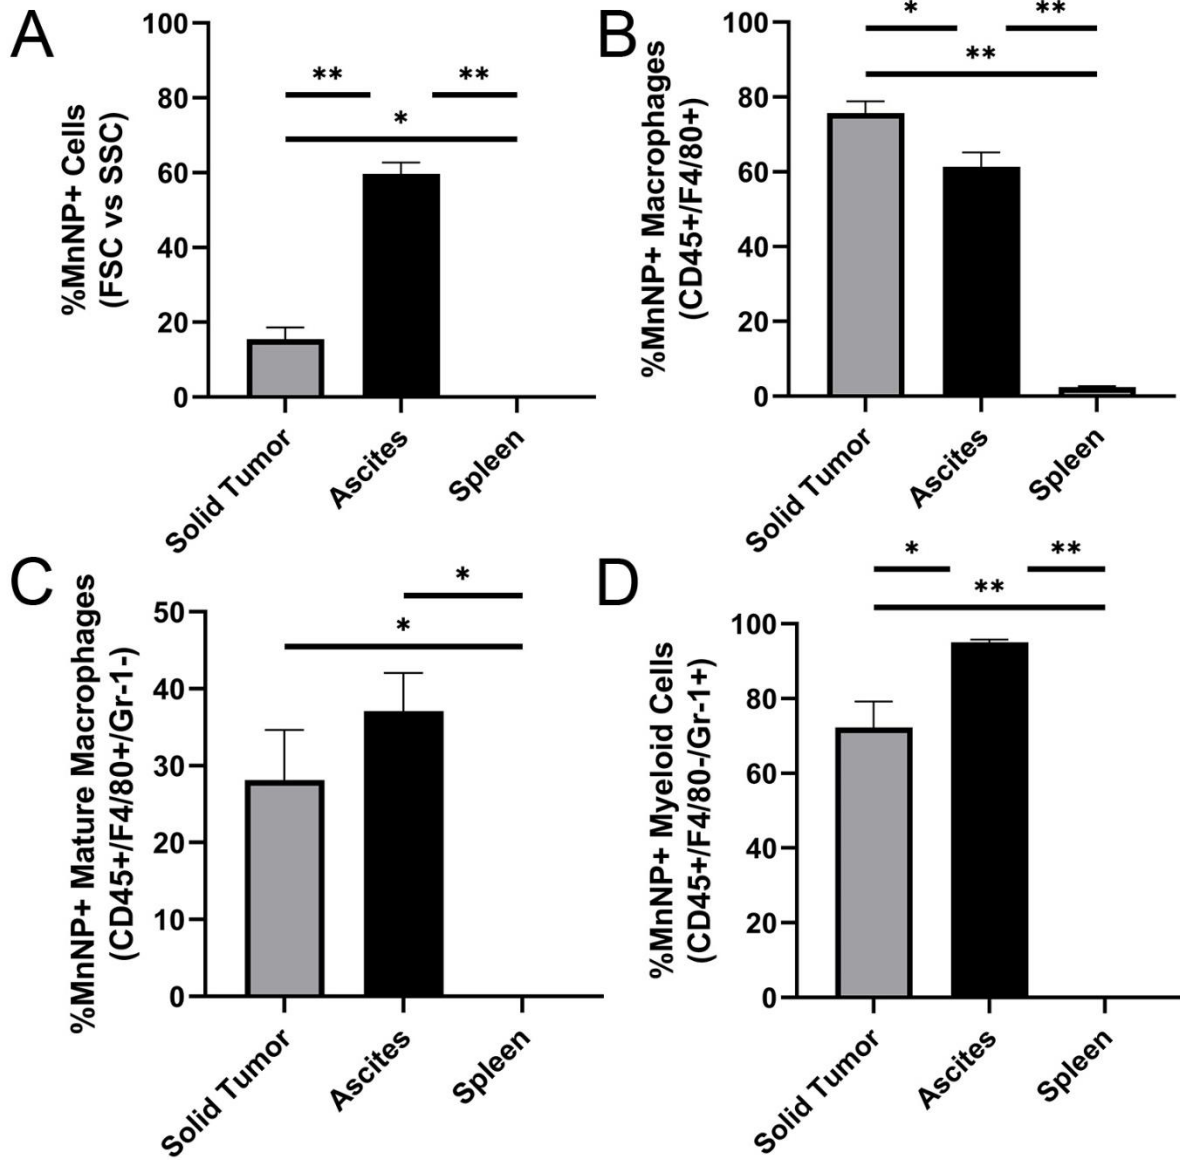 A
%MnNP+ Cells
(FSC vs SSC)
100
80
60
40
20
0
**
**
*
Solid Tumor
Ascites
Spleen
B
%MnNP+ Macrophages
(CD45+/F4/80+)
100
80
60
40
20
0
*
**
**
Solid Tumor
Ascites
Spleen
C
%MnNP+ Mature Macrophages
(CD45+/F4/80+/Gr-1-)
50
40
30
20
10
0
*
*
Solid Tumor
Ascites
Spleen
D
%MnNP+ Myeloid Cells
(CD45+/F4/80-/Gr-1+)
100
80
60
40
20
0
*
**
**
Solid Tumor
Ascites
Spleen